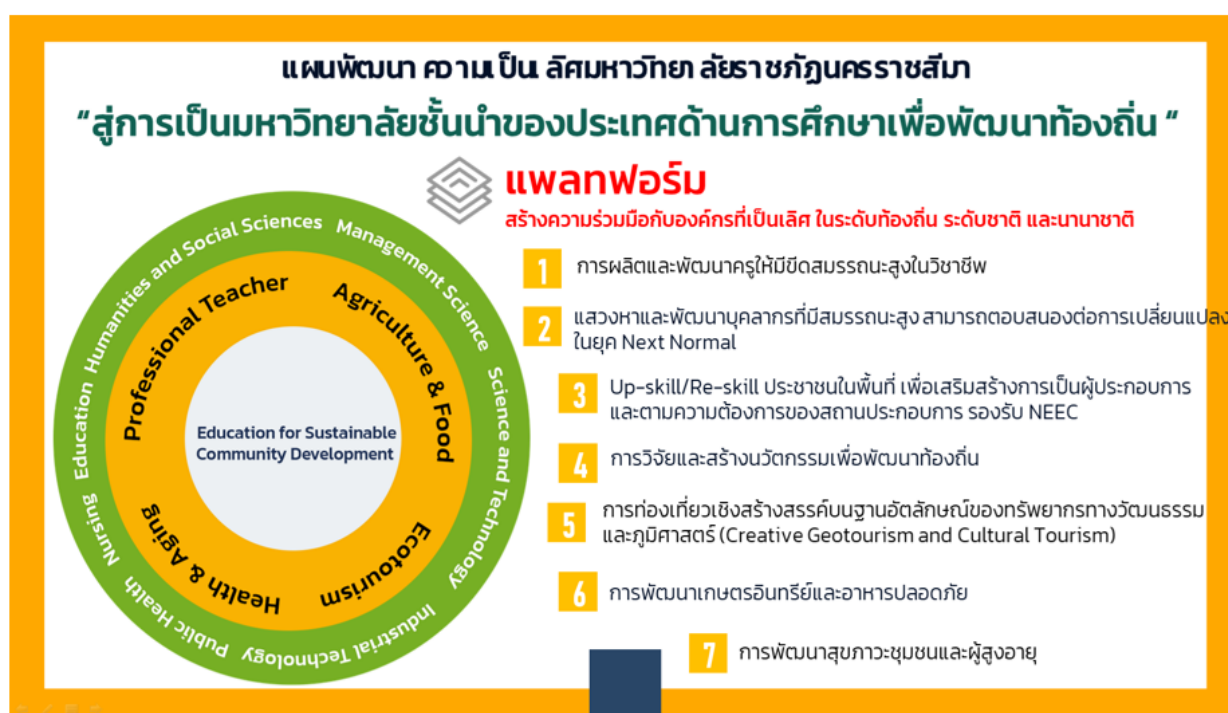 แผนพัฒนา ความเป็นเลิศมหาวิทยาลัยราชภัฏนครราชสีมา
“สู่การเป็นมหาวิทยาลัยชั้นนำของประเทศด้านการศึกษาเพื่อพัฒนาท้องถิ่น “
แพลทฟอร์ม
สร้างความร่วมมือกับองค์กรที่เป็นเลิศ ในระดับท้องถิ่น ระดับชาติ และนานาชาติ
1 การผลิตและพัฒนาครูให้มีขีดสมรรถนะสูงในวิชาชีพ
2 แสวงหาและพัฒนาบุคลากรที่มีสมรรถนะสูง สามารถตอบสนองต่อการเปลี่ยนแปลง
ในยุค Next Normal
3 Up-skill/Re-skill ประชาชนในพื้นที่ เพื่อเสริมสร้างการเป็นผู้ประกอบการ
และตามความต้องการของสถานประกอบการ รองรับ NEEC
4 การวิจัยและสร้างนวัตกรรมเพื่อพัฒนาท้องถิ่น
5 การท่องเที่ยวเชิงสร้างสรรค์บนฐานอัตลักษณ์ของทรัพยากรทางวัฒนธรรม
และภูมิศาสตร์ (Creative Geotourism and Cultural Tourism)
6 การพัฒนาเกษตรอินทรีย์และอาหารปลอดภัย
7 การพัฒนาสุขภาวะชุมชนและผู้สูงอายุ
Education
Humanities and Social Sciences
Management Science
Science and Technology
Industrial Technology
Public Health
Nursing
Professional Teacher
Agriculture & Food
Ecotourism
Health & Aging
Education for Sustainable
Community Development